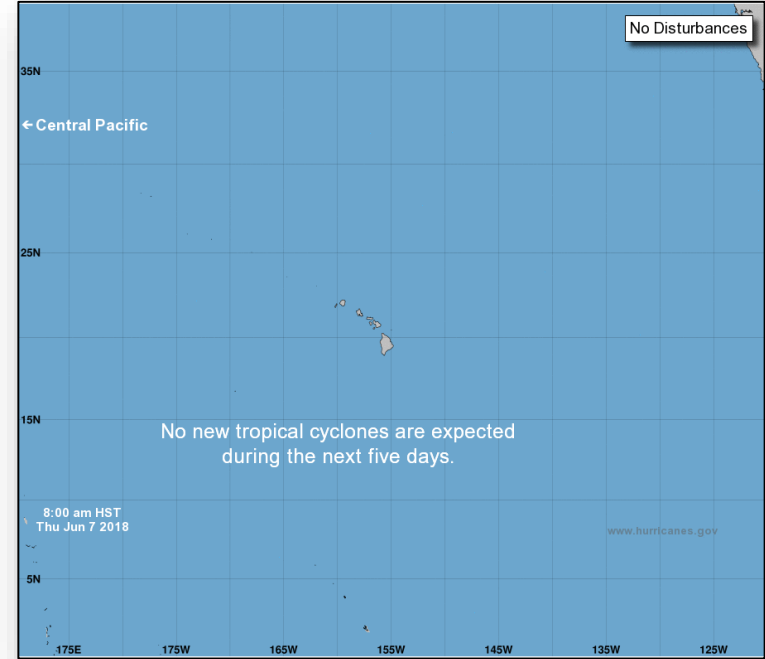 No Disturbances
35N
← Central Pacific
25N
15N
No new tropical cyclones are expected
during the next five days.
8:00 am HST
Thu Jun 7 2018
www.hurricanes.gov
5N
175E 175W 165W 155W 145W 135W 125W